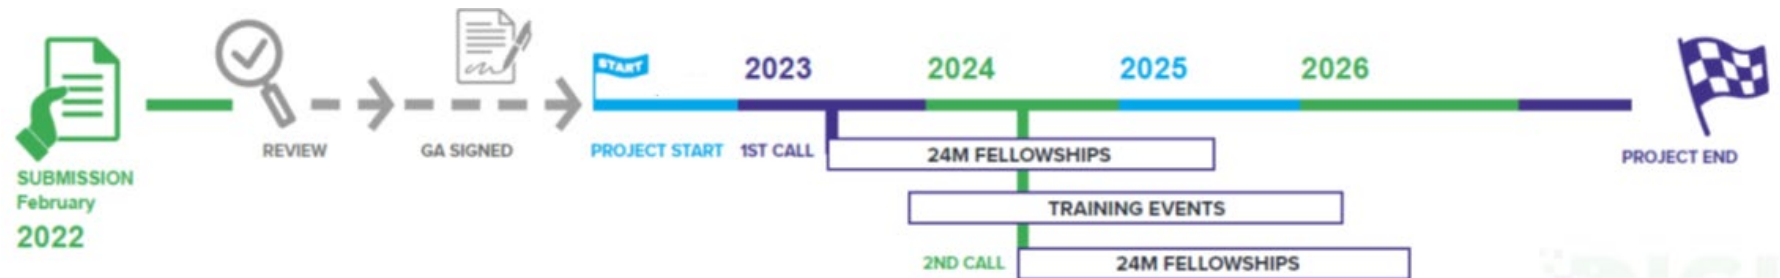 START
2023 2024 2025 2026
REVIEW
GA SIGNED
PROJECT START
1ST CALL
24M FELLOWSHIPS
PROJECT END
SUBMISSION
February
2022
TRAINING EVENTS
2ND CALL
24M FELLOWSHIPS